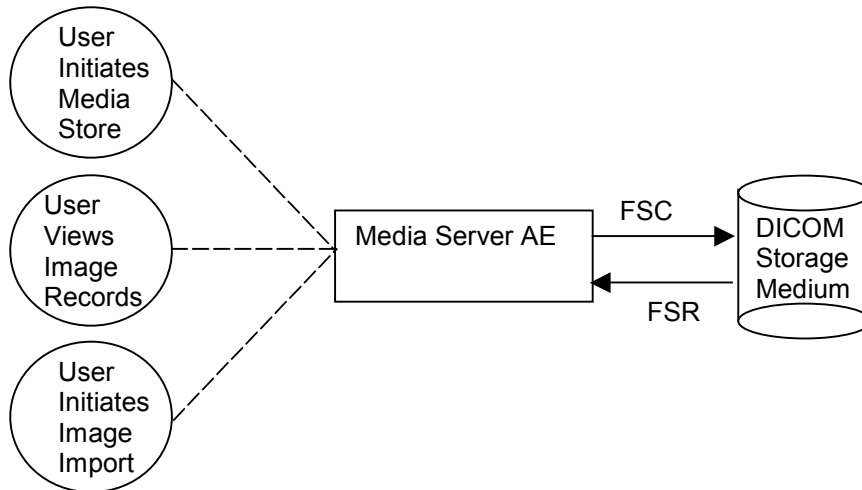 User
Initiates
Media
Store
User
Views
Image
Records
User
Initiates
Image
Import
Media Server AE
FSC
FSR
DICOM
Storage
Medium